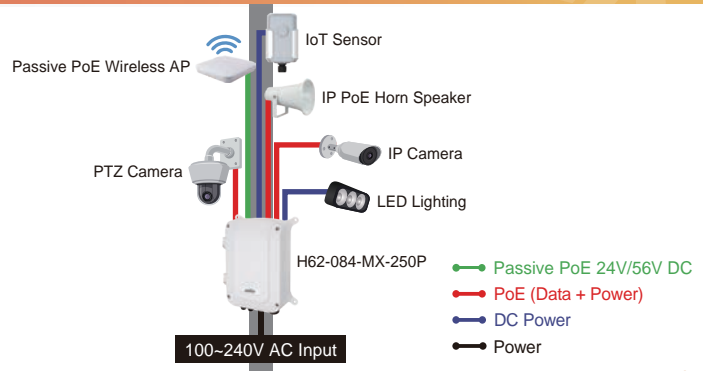 IoT Sensor
Passive PoE Wireless AP
IP PoE Horn Speaker
IP Camera
PTZ Camera
LED Lighting
H62-084-MX-250P
Passive PoE 24V/56V DC
PoE (Data + Power)
DC Power
Power
100~240V AC Input